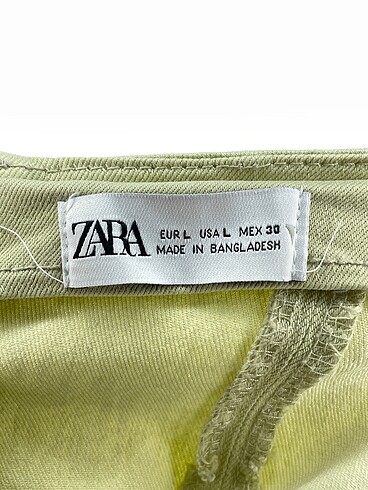 ZARA
EUR L USA L MEX 30
MADE IN BANGLADESH